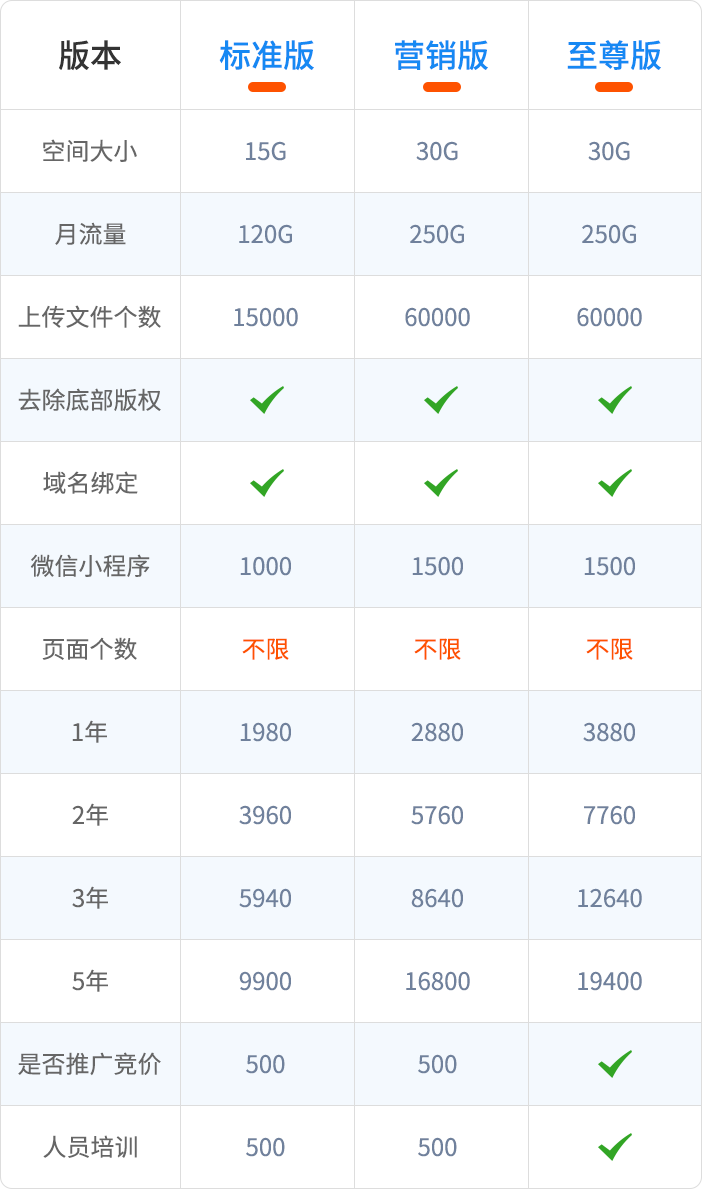 版本 标准版 营销版 至尊版
空间大小 15G 30G 30G
月流量 120G 250G 250G
上传文件个数 15000 60000 60000
去除底部版权
域名绑定
微信小程序 1000 1500 1500
页面个数 不限 不限 不限
1年 1980 2880 3880
2年 3960 5760 7760
3年 5940 8640 12640
5年 9900 16800 19400
是否推广竞价 500 500
人员培训 500 500